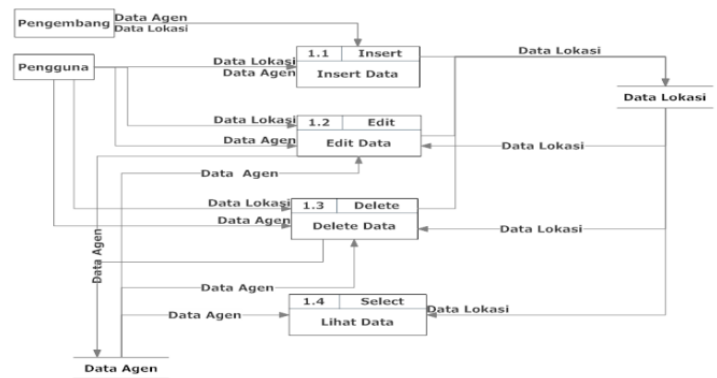 Pengembang
Data Agen
Data Lokasi
Pengguna
Data Lokasi
Data Agen
1.1 Insert
Insert Data
Data Lokasi
Data Lokasi
Data Lokasi
Data Agen
1.2 Edit
Edit Data
Data Lokasi
Data Agen
Data Lokasi
Data Agen
1.3 Delete
Delete Data
Data Lokasi
Data Agen
Data Agen
1.4 Select
Lihat Data
Data Lokasi
Data Agen
Data Agen